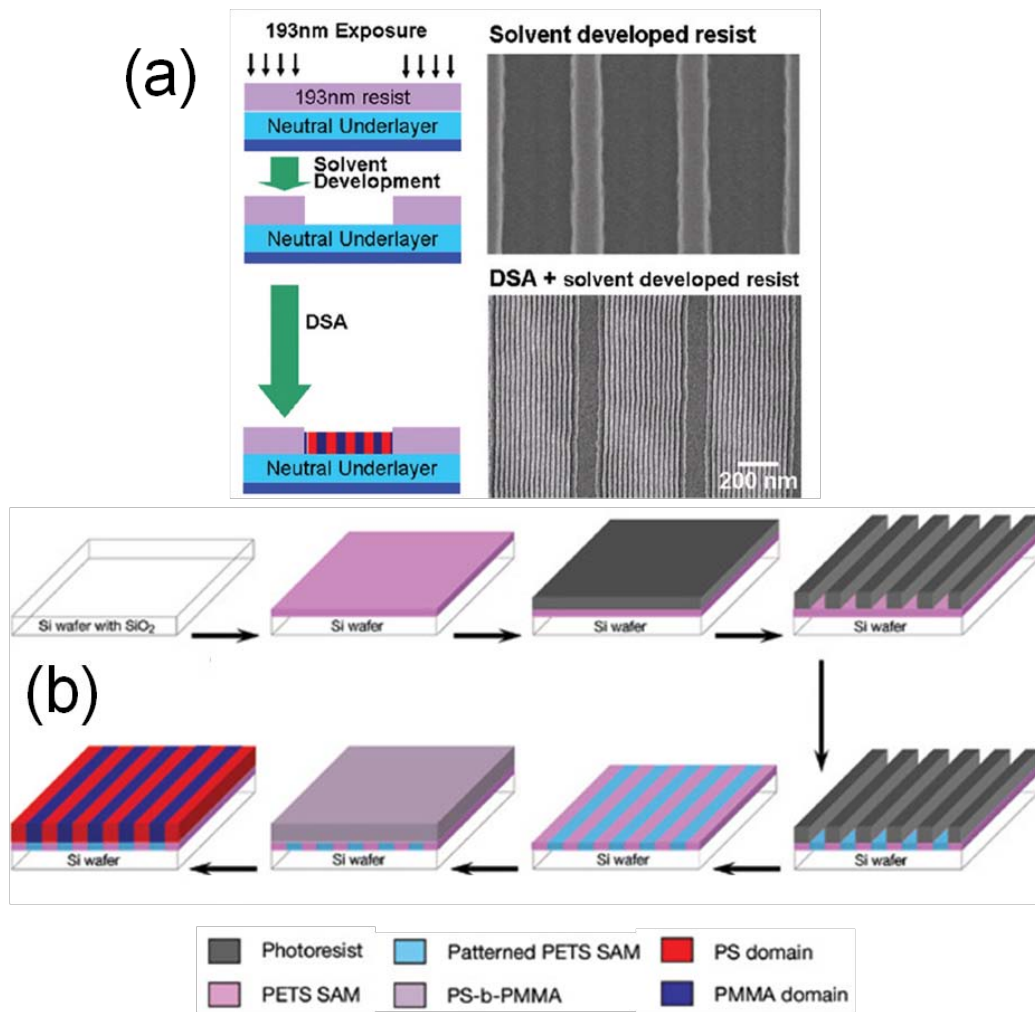 (a)
193nm Exposure
193nm resist
Neutral Underlayer
Solvent
Development
Neutral Underlayer
DSA
Neutral Underlayer
Solvent developed resist
DSA + solvent developed resist
200 nm
Si wafer with SiO₂
Si wafer
Si wafer
Si wafer
(b)
Si wafer
Si wafer
Si wafer
Si wafer
Photoresist
Patterned PETS SAM
PS domain
PETS SAM
PS-b-PMMA
PMMA domain